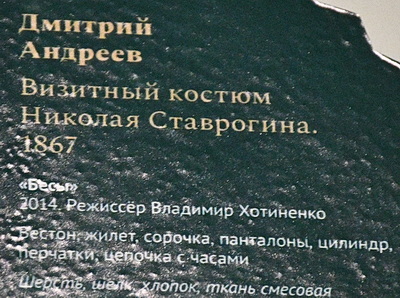 Дмитрий
Андреев
Визитный костюм
Николая Ставрогина.
1867
«Бесы»
2014. Режиссёр Владимир Хотиненко
Вестон, жилет, сорочка, панталоны, цилиндр,
перчатки, цепочка с часами
Шерсть, шёлк, хлопок, ткань смесовая